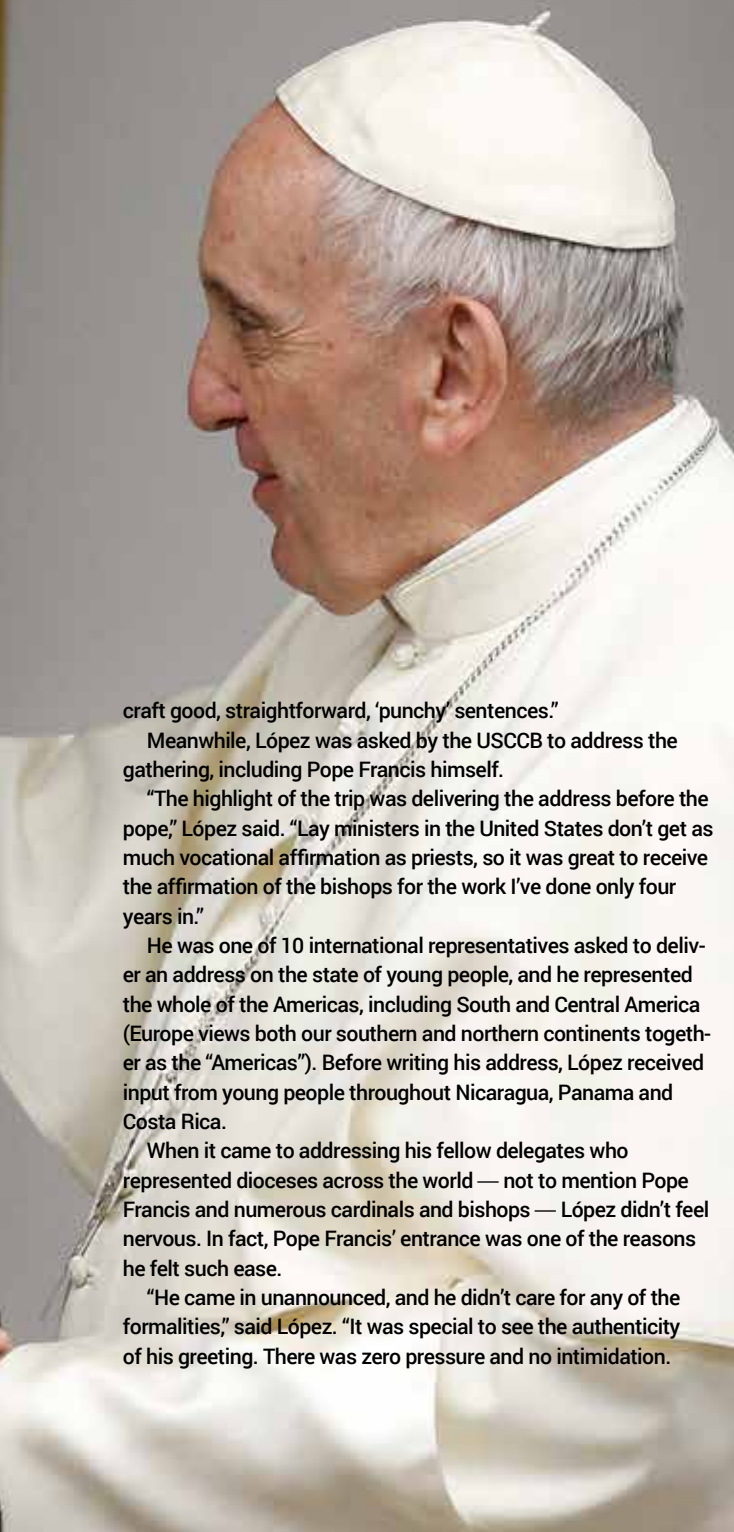 craft good, straightforward, ‘punchy’ sentences.”
Meanwhile, López was asked by the USCCB to address the
gathering, including Pope Francis himself.
“The highlight of the trip was delivering the address before the
pope,” López said. “Lay ministers in the United States don’t get as
much vocational affirmation as priests, so it was great to receive
the affirmation of the bishops for the work I’ve done only four
years in.”
He was one of 10 international representatives asked to deliv-
er an address on the state of young people, and he represented
the whole of the Americas, including South and Central America
(Europe views both our southern and northern continents togeth-
er as the “Americas”). Before writing his address, López received
input from young people throughout Nicaragua, Panama and
Costa Rica.
When it came to addressing his fellow delegates who
represented dioceses across the world — not to mention Pope
Francis and numerous cardinals and bishops — López didn’t feel
nervous. In fact, Pope Francis’ entrance was one of the reasons
he felt such ease.
“He came in unannounced, and he didn’t care for any of the
formalities,” said López. “It was special to see the authenticity
of his greeting. There was zero pressure and no intimidation.